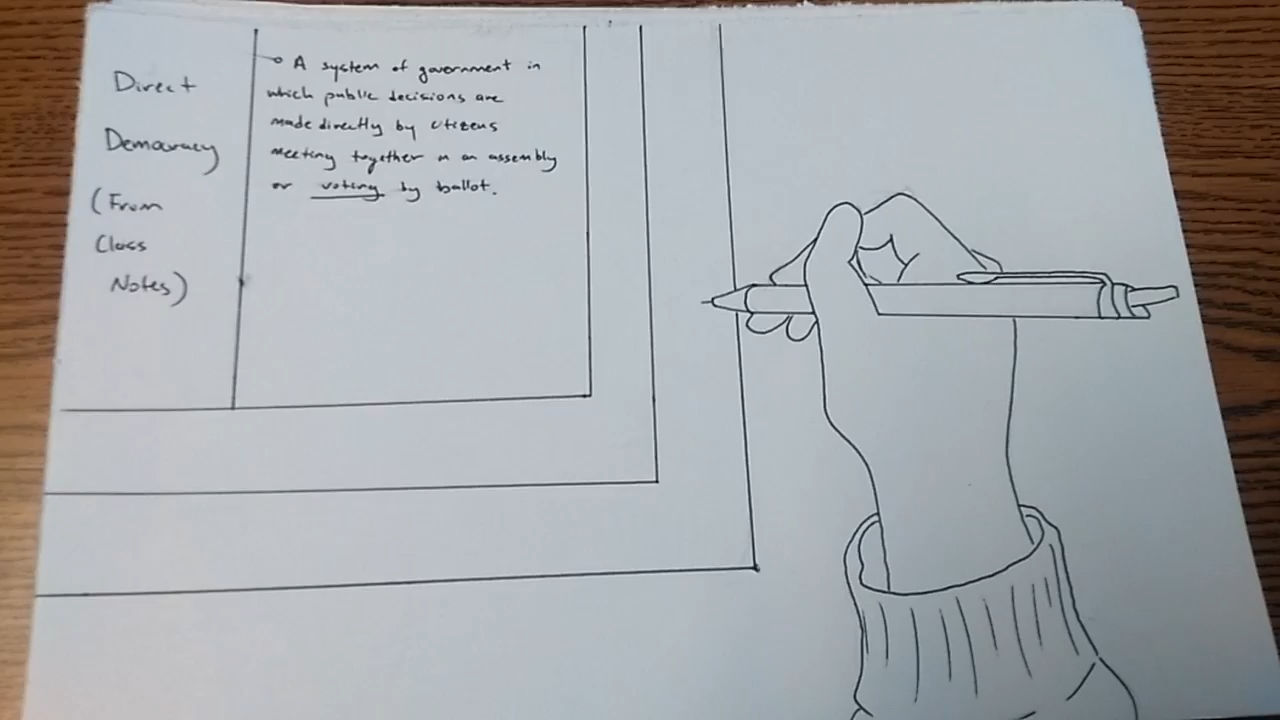 Direct
Democracy
(From
Class
Notes)
A system of government in
which public decisions are
made directly by citizens
meeting together in an assembly
or voting by ballot.